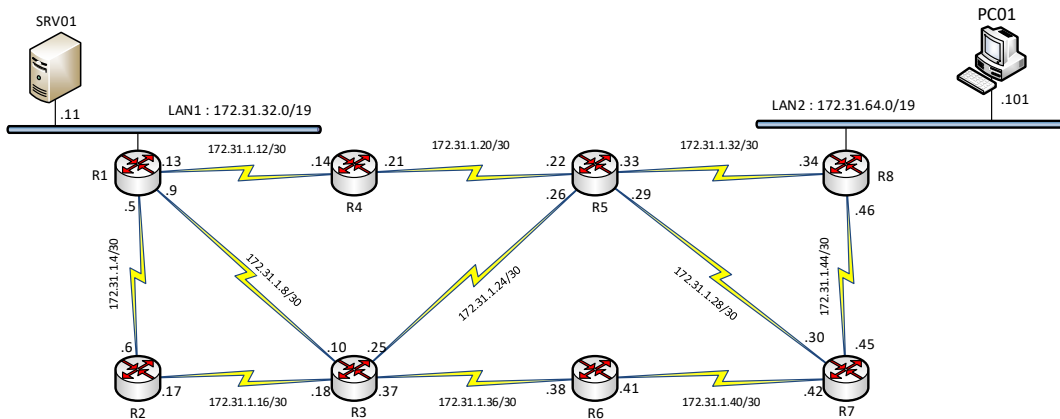 SRV01
PC01
.11
.101
LAN1 : 172.31.32.0/19
LAN2 : 172.31.64.0/19
.13
172.31.1.12/30
.14
.21
172.31.1.20/30
.22
.33
172.31.1.32/30
.34
R1
.9
.5
R4
.26
R5
.29
R8
.46
172.31.1.4/30
172.31.1.8/30
172.31.1.24/30
172.31.1.28/30
172.31.1.44/30
.6
.10
.25
.30
.45
.17
172.31.1.16/30
.18
.37
172.31.1.36/30
.38
.41
172.31.1.40/30
.42
R2
R3
R6
R7